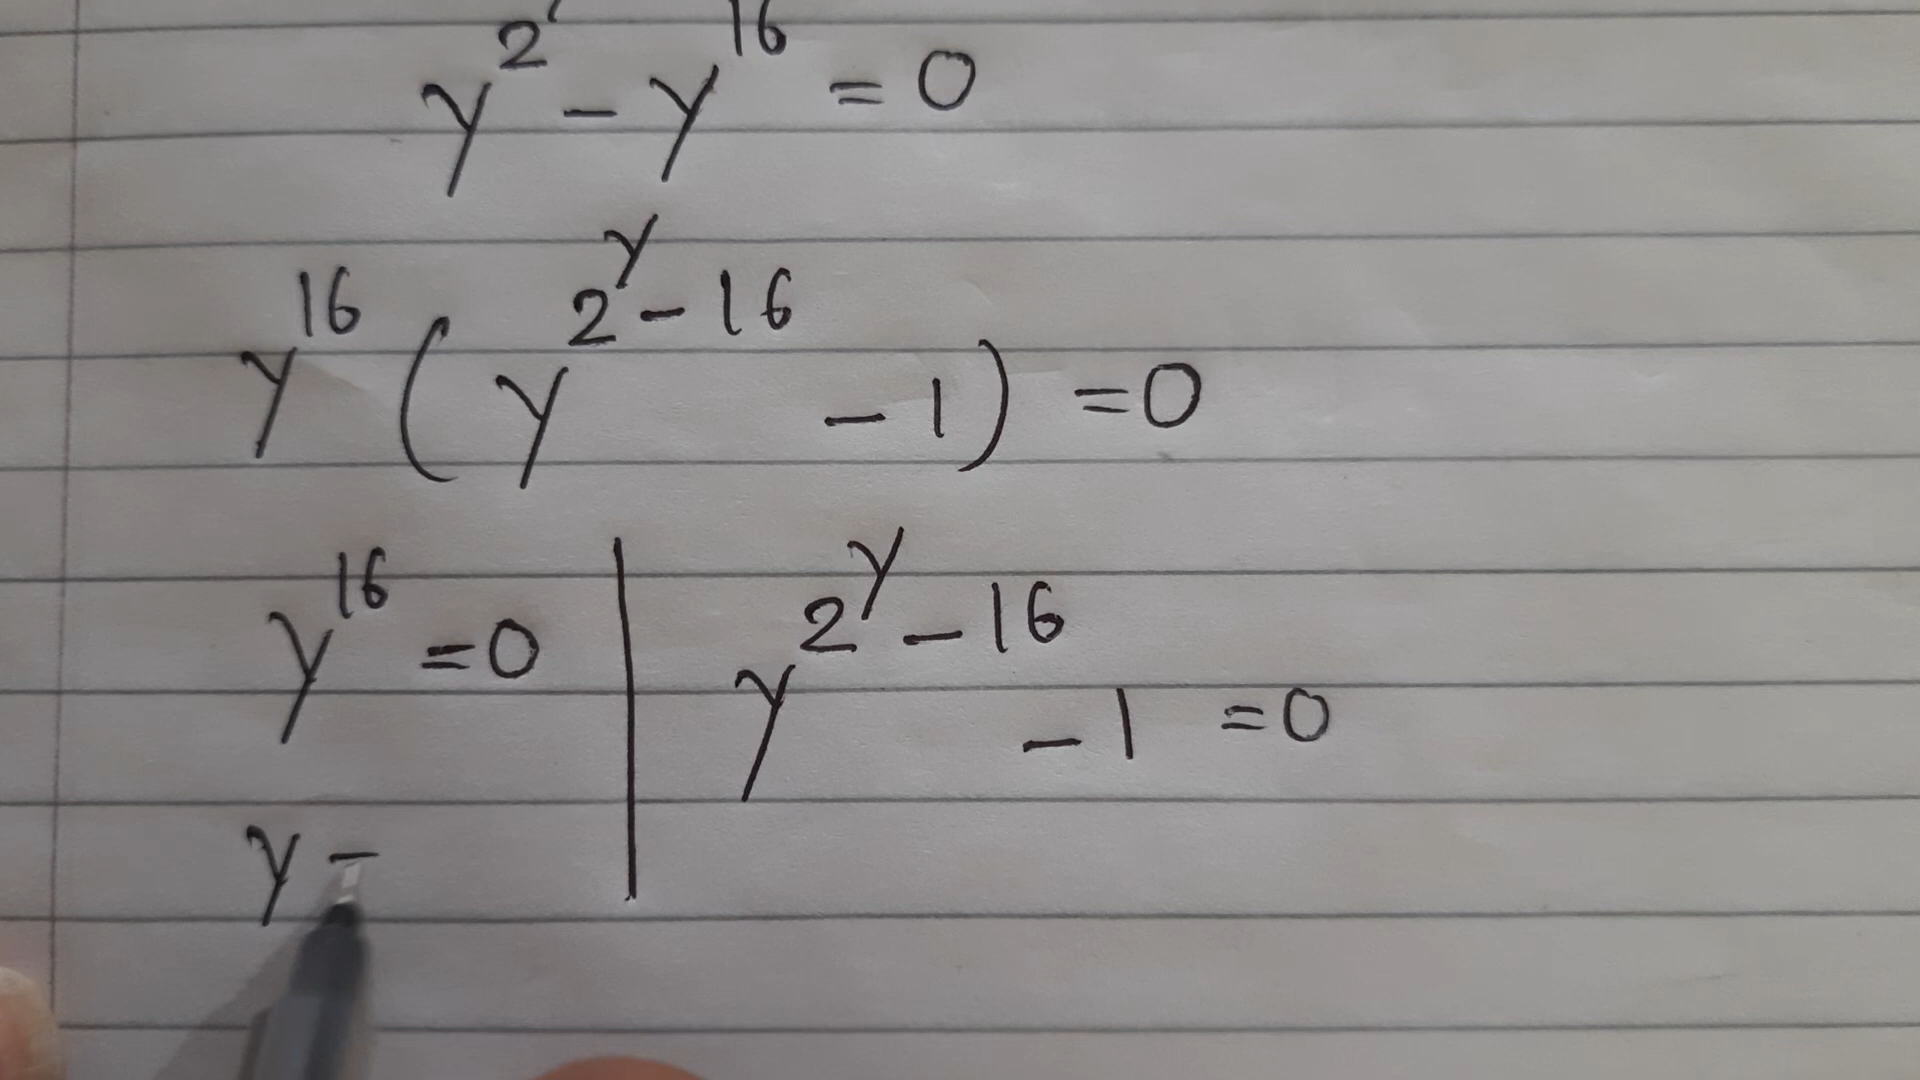 y^2^y - y^16 = 0
y^16 ( y^(2^y - 16) - 1 ) = 0
y^16 = 0 | y^(2^y - 16) - 1 = 0
y =